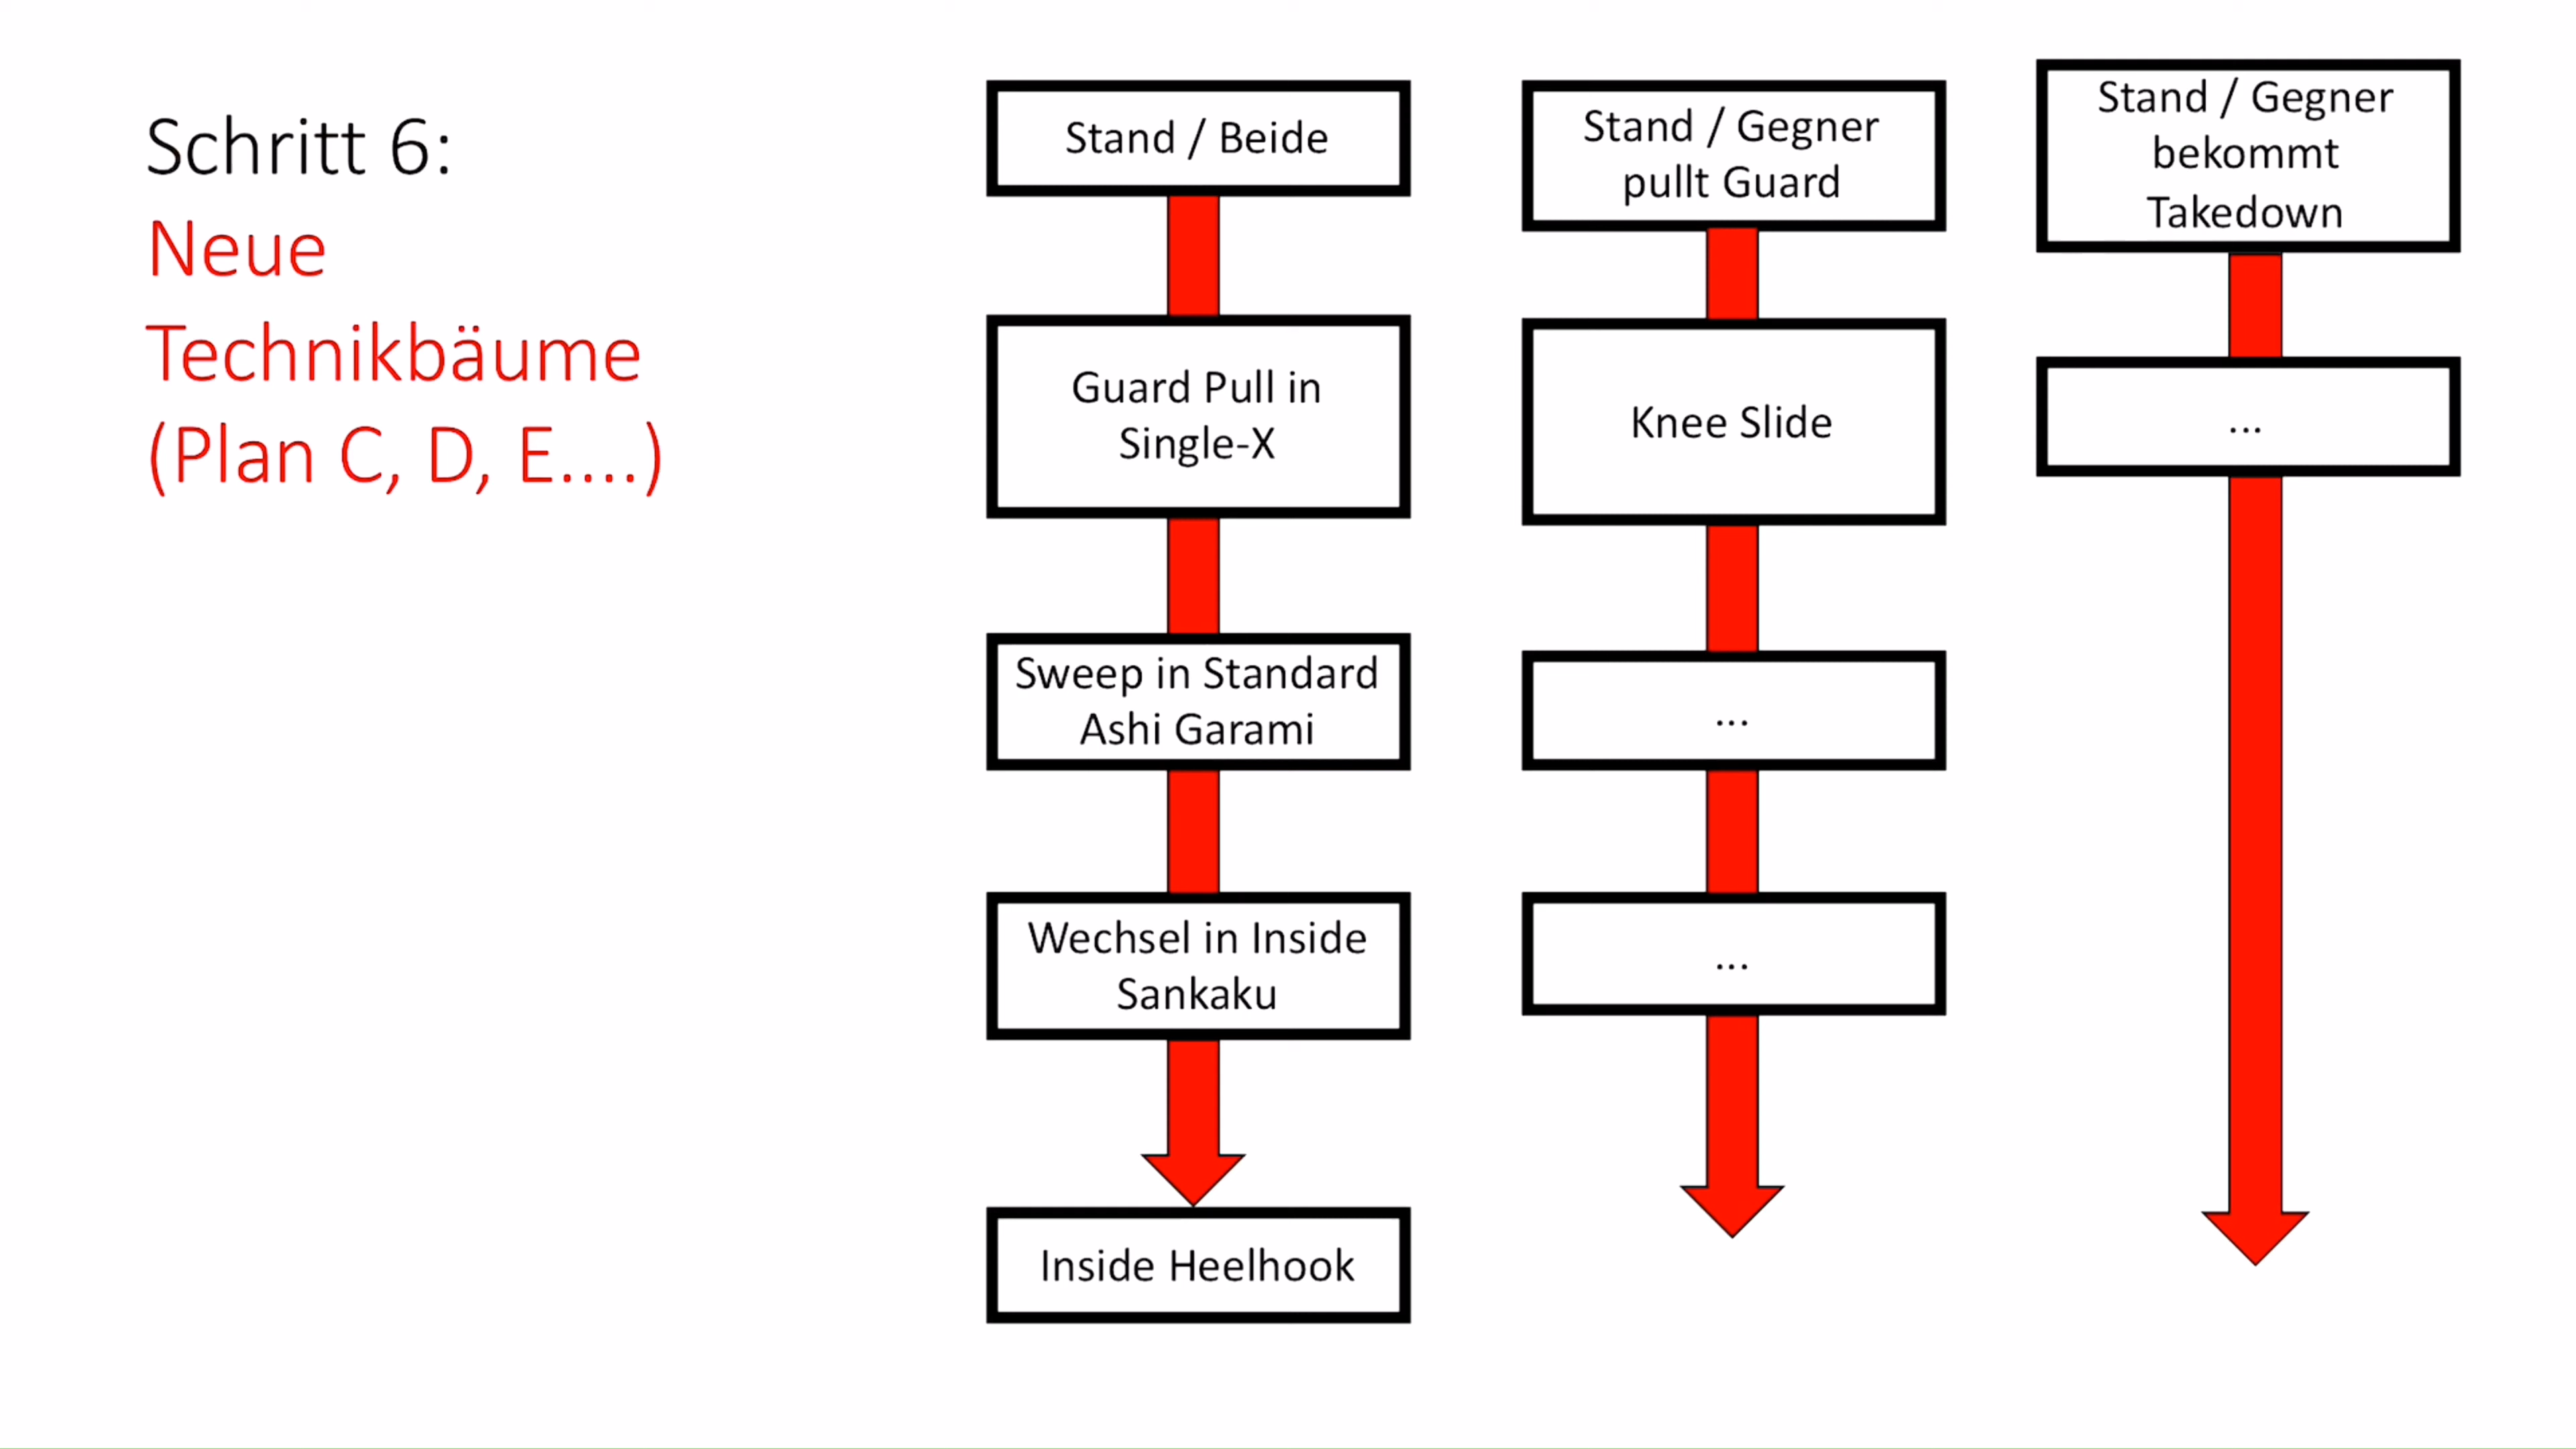 Schritt 6:
Neue
Technikbäume
(Plan C, D, E....)
Stand / Beide
Guard Pull in
Single-X
Sweep in Standard
Ashi Garami
Wechsel in Inside
Sankaku
Inside Heelhook
Stand / Gegner
pullt Guard
Knee Slide
...
...
Stand / Gegner
bekommt
Takedown
...